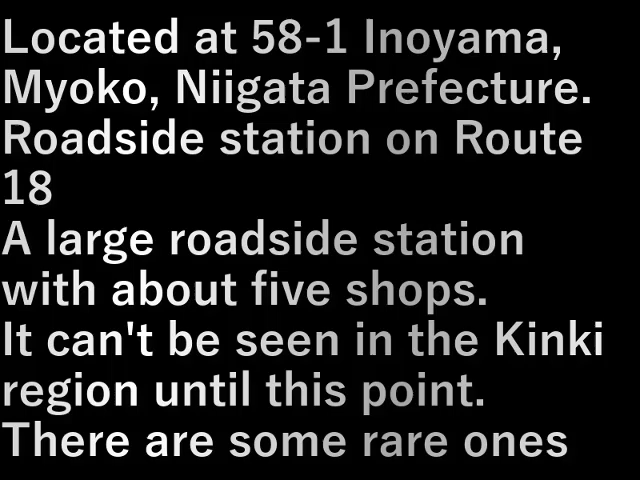 Located at 58-1 Inoyama,
Myoko, Niigata Prefecture.
Roadside station on Route
18
A large roadside station
with about five shops.
It can't be seen in the Kinki
region until this point.
There are some rare ones